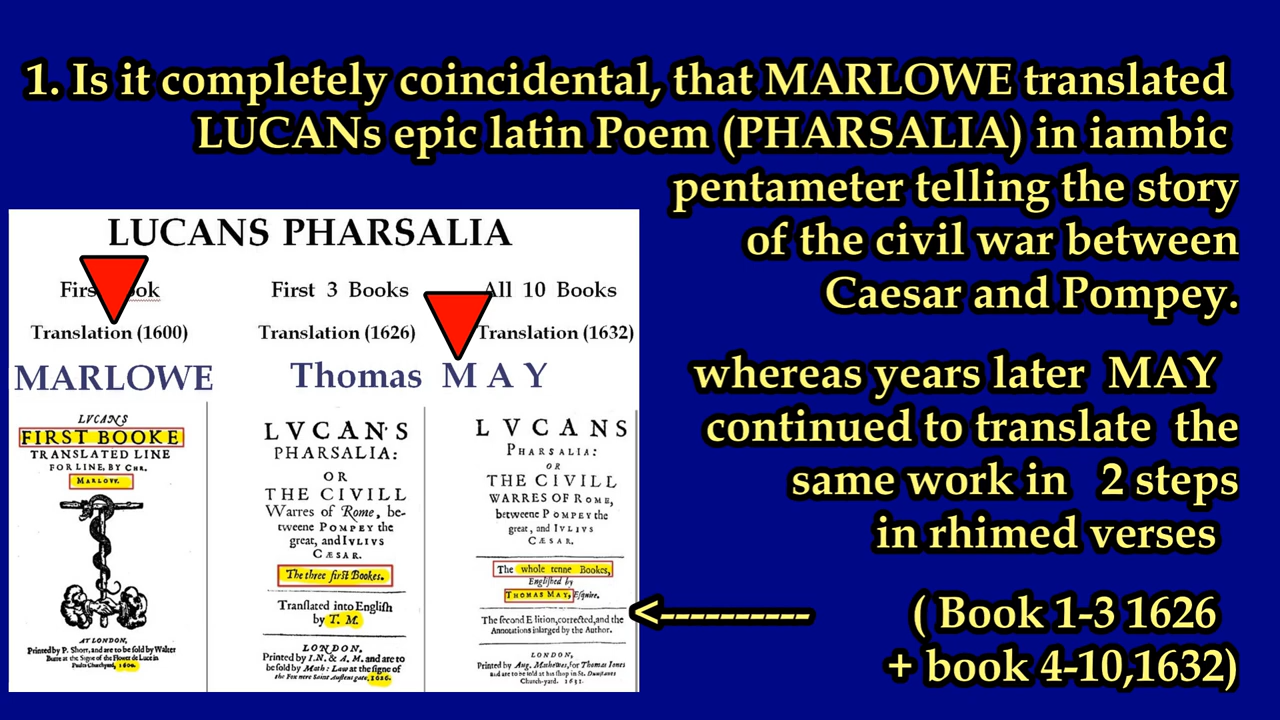 1. Is it completely coincidental, that MARLOWE translated
LUCANs epic latin Poem (PHARSALIA) in iambic
pentameter telling the story
of the civil war between
Caesar and Pompey.
whereas years later MAY
continued to translate the
same work in 2 steps
in rhimed verses
<---------- ( Book 1-3 1626
+ book 4-10,1632)
LUCANS PHARSALIA
First Book
Translation (1600)
MARLOWE
First 3 Books
Translation (1626)
All 10 Books
Translation (1632)
Thomas M A Y
LVCANS
FIRST BOOKE
TRANSLATED LINE
FOR LINE, BY CHR.
MARLOW.
AT LONDON,
Printed by P. Short, and are to be sold by Walter
Burre at the Signe of the Flower de Luce in
Paules Churchyard, 1600.
LVCAN'S
PHARSALIA:
OR
THE CIVILL
Warres of Rome, be-
tweene POMPEY the
great, and IVLIVS
CÆSAR.
The three first Bookes.
Translated into English
by T. M.
LONDON,
Printed by I.N. & A. M. and are to
be sold by Math: Law at the signe of
the Fox neere Saint Austens gate, 1626.
LVCANS
PHARSALIA:
OR
THE CIVILL
WARRES OF ROME,
betweene POMPEY the
great, and IVLIVS
CÆSAR.
The whole tenne Bookes,
Englished by
THOMAS MAY, Esquire.
The second Edition, corrected, and the
Annotations inlarged by the Author.
LONDON,
Printed by Aug. Mathewes, for Thomas Iones
and are to be sold at his shop in St. Dunstanes
Church-yard. 1631.